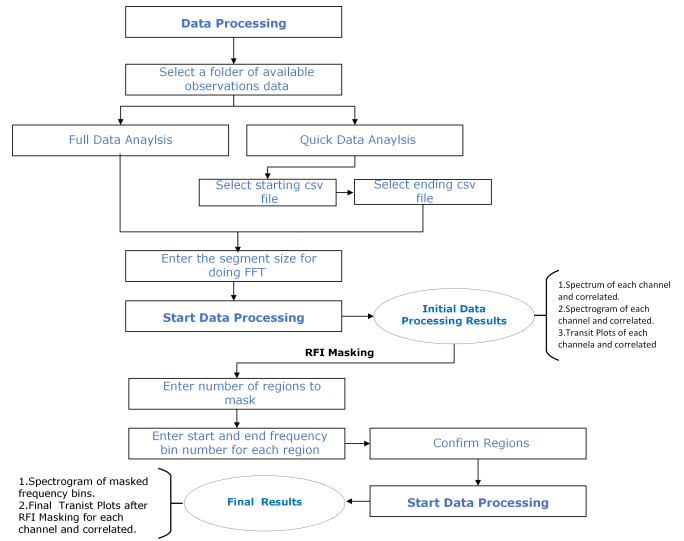 Data Processing
Select a folder of available
observations data
Full Data Anaylsis
Quick Data Anaylsis
Select starting csv
file
Select ending csv
file
Enter the segment size for
doing FFT
Start Data Processing
Initial Data
Processing Results
1.Spectrum of each channel
and correlated.
2.Spectrogram of each
channel and correlated.
3.Transit Plots of each
channela and correlated
RFI Masking
Enter number of regions to
mask
Enter start and end frequency
bin number for each region
Confirm Regions
Start Data Processing
Final Results
1.Spectrogram of masked
frequency bins.
2.Final Tranist Plots after
RFI Masking for each
channel and correlated.